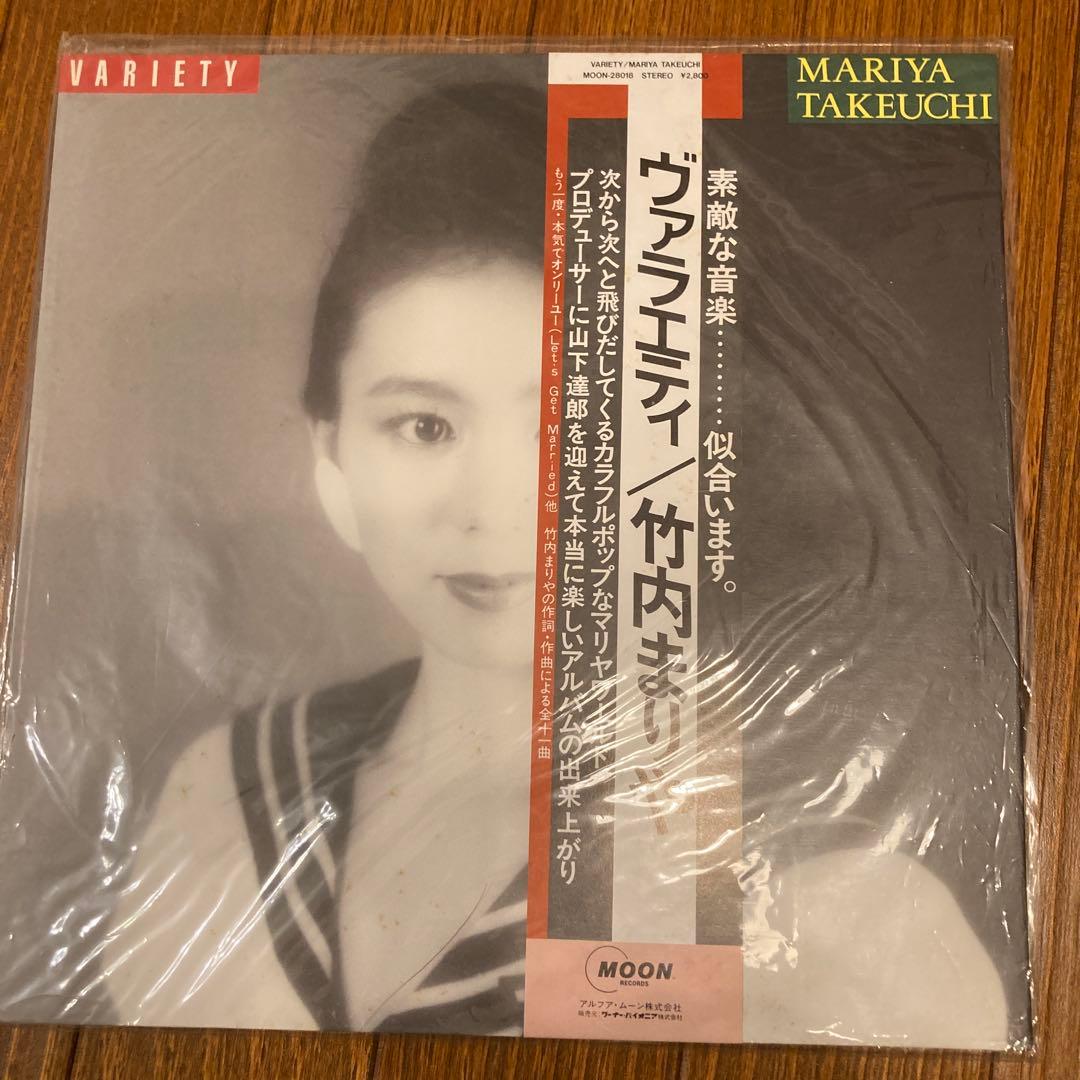 VARIETY
VARIETY/MARIYA TAKEUCHI
MOON-28018 STEREO ¥2,800
MARIYA
TAKEUCHI
素敵な音楽………似合います。
ヴァラエティ/竹内まりや
次から次へと飛びだしてくるカラフルポップなマリヤワールド
プロデューサーに山下達郎を迎えて本当に楽しいアルバムの出来上がり
もう一度・本気でオンリーユー(Let's Get Married)他 竹内まりやの作詞・作曲による全十一曲
MOON
RECORDS
アルファ・ムーン株式会社
販売元:ワーナー・パイオニア株式会社